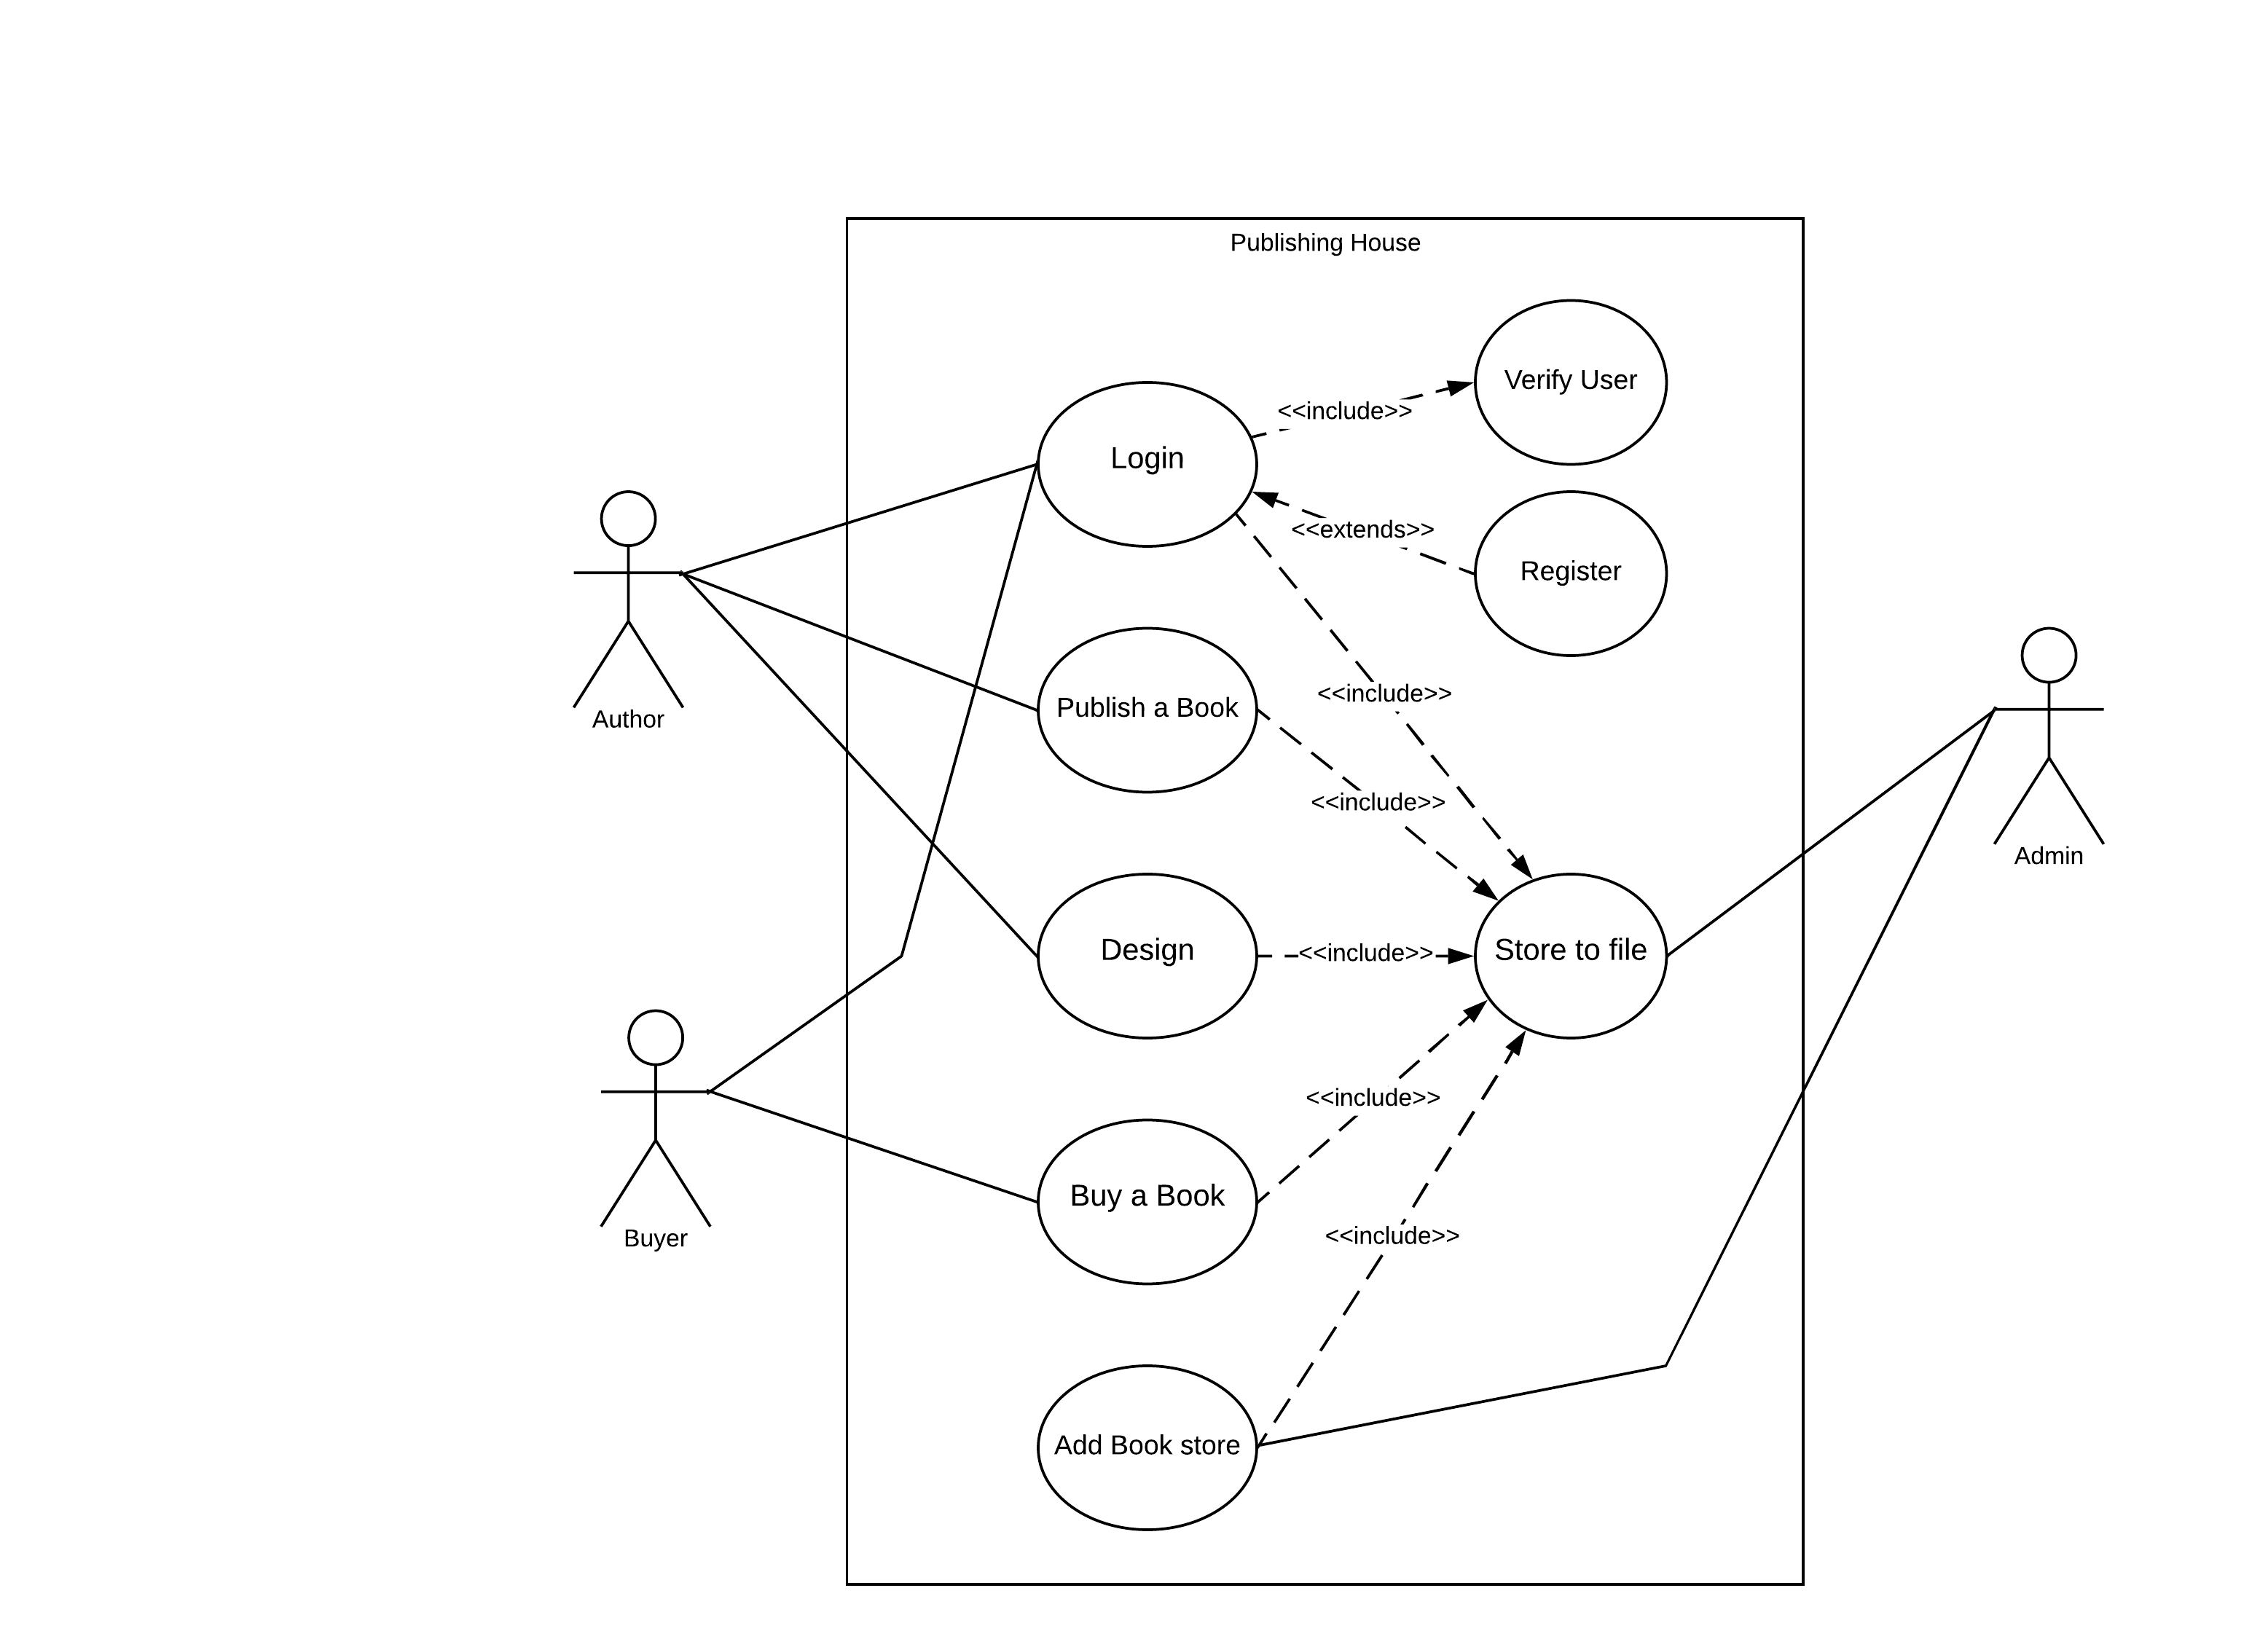 Publishing House
Verify User
<<include>>
Login
<<extends>>
Register
<<include>>
Publish a Book
Author
<<include>>
Admin
Design
<<include>>
Store to file
<<include>>
Buy a Book
<<include>>
Buyer
Add Book store